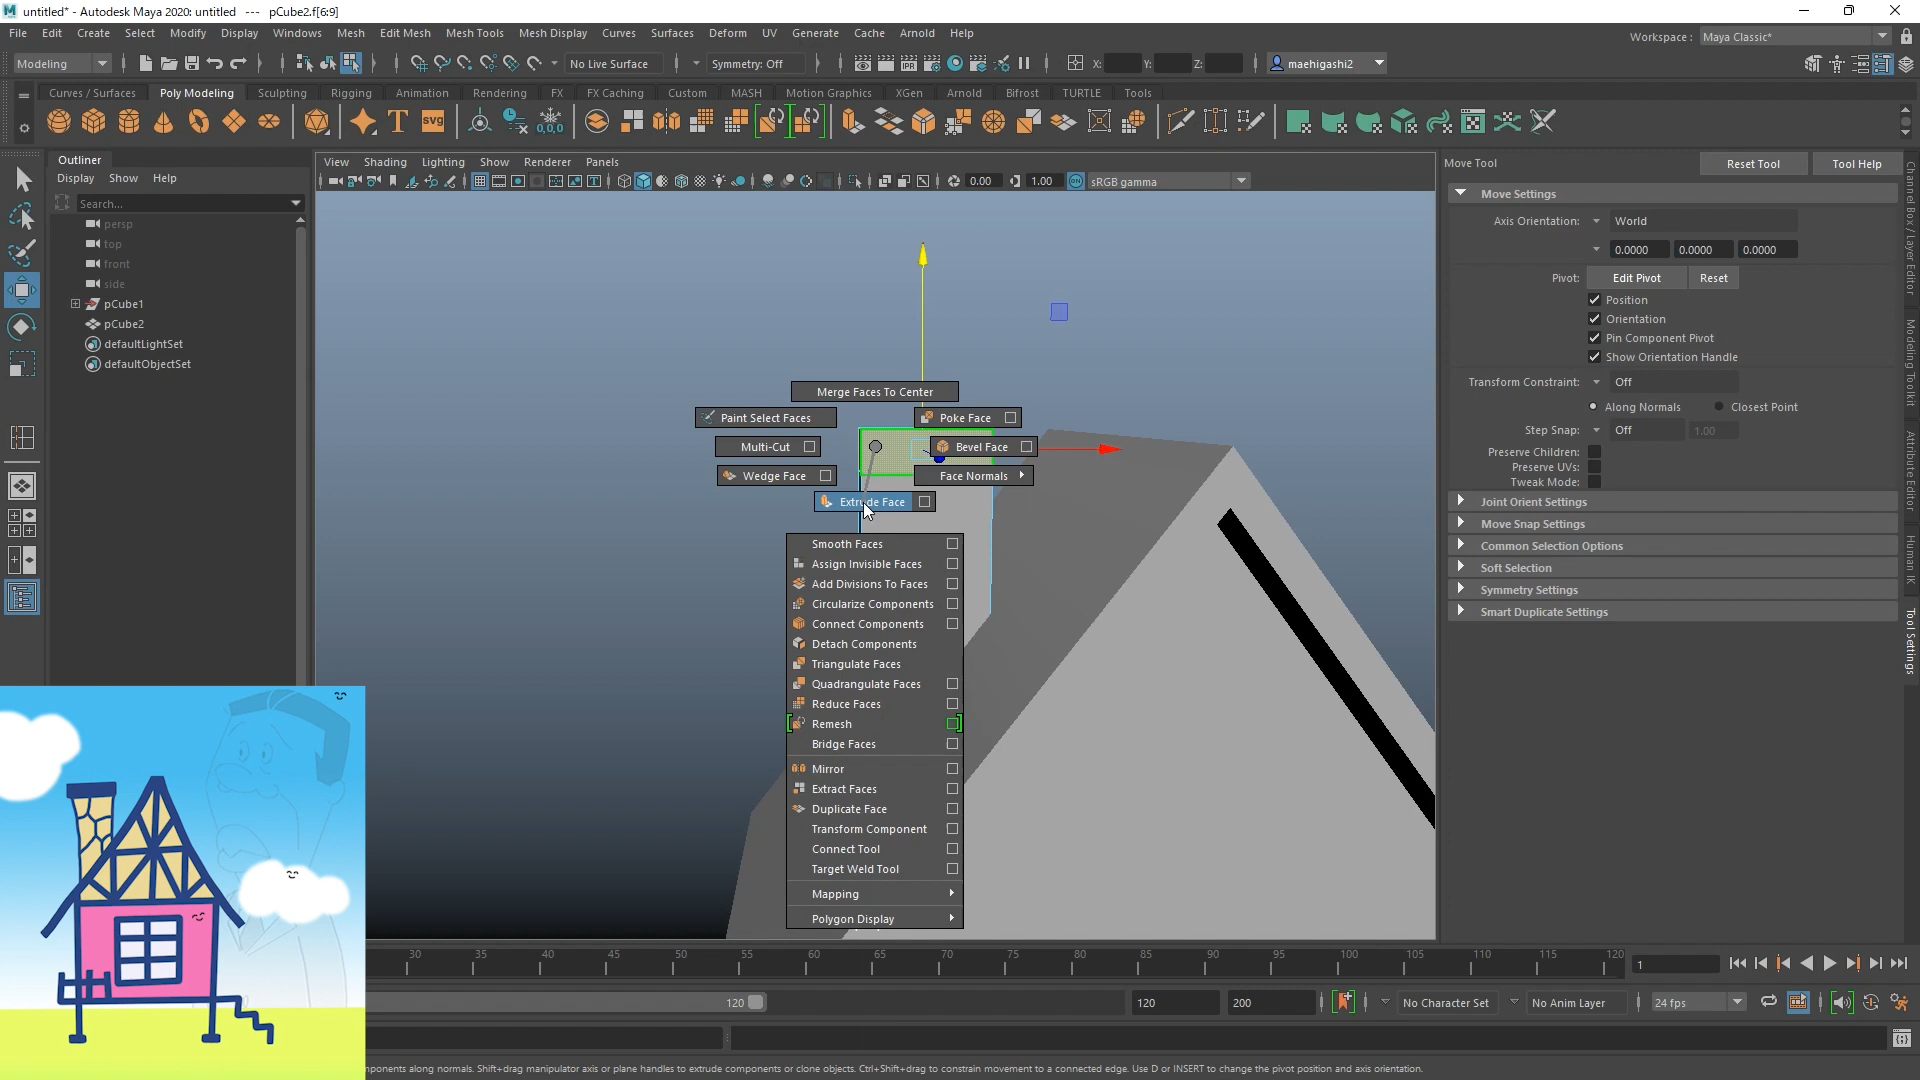 untitled* - Autodesk Maya 2020: untitled --- pCube2.f[6:9]
File Edit Create Select Modify Display Windows Mesh Edit Mesh Mesh Tools Mesh Display Curves Surfaces Deform UV Generate Cache Arnold Help
Workspace : Maya Classic*
Modeling No Live Surface Symmetry: Off X: Y: Z: maehigashi2
Curves / Surfaces Poly Modeling Sculpting Rigging Animation Rendering FX FX Caching Custom MASH Motion Graphics XGen Arnold Bifrost TURTLE Tools
Outliner
Display Show Help
Search...
persp
top
front
side
pCube1
pCube2
defaultLightSet
defaultObjectSet
View Shading Lighting Show Renderer Panels
0.00 1.00 sRGB gamma
Merge Faces To Center
Paint Select Faces Poke Face
Multi-Cut Bevel Face
Wedge Face Face Normals
Extrude Face
Smooth Faces
Assign Invisible Faces
Add Divisions To Faces
Circularize Components
Connect Components
Detach Components
Triangulate Faces
Quadrangulate Faces
Reduce Faces
Remesh
Bridge Faces
Mirror
Extract Faces
Duplicate Face
Transform Component
Connect Tool
Target Weld Tool
Mapping
Polygon Display
Move Tool Reset Tool Tool Help
Move Settings
Axis Orientation: World
0.0000 0.0000 0.0000
Pivot: Edit Pivot Reset
Position
Orientation
Pin Component Pivot
Show Orientation Handle
Transform Constraint: Off
Along Normals Closest Point
Step Snap: Off 1.00
Preserve Children:
Preserve UVs:
Tweak Mode:
Joint Orient Settings
Move Snap Settings
Common Selection Options
Soft Selection
Symmetry Settings
Smart Duplicate Settings
Channel Box / Layer Editor
Modeling Toolkit
Attribute Editor
Human IK
Tool Settings
30 35 40 45 50 55 60 65 70 75 80 85 90 95 100 105 110 115 120 1
120 120 200 No Character Set No Anim Layer 24 fps
ponents along normals. Shift+drag manipulator axis or plane handles to extrude components or clone objects. Ctrl+Shift+drag to constrain movement to a connected edge. Use D or INSERT to change the pivot position and axis orientation.